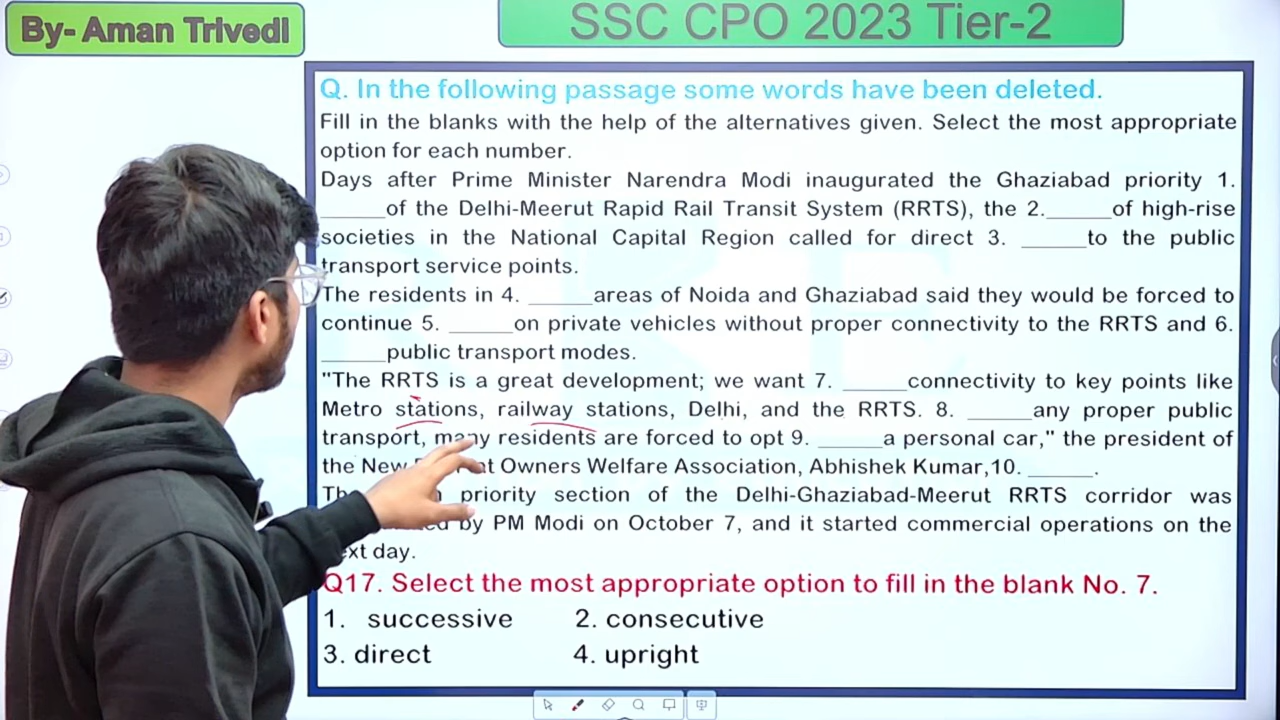 By- Aman Trivedi
SSC CPO 2023 Tier-2
Q. In the following passage some words have been deleted.
Fill in the blanks with the help of the alternatives given. Select the most appropriate
option for each number.
Days after Prime Minister Narendra Modi inaugurated the Ghaziabad priority 1.
_____of the Delhi-Meerut Rapid Rail Transit System (RRTS), the 2._____of high-rise
societies in the National Capital Region called for direct 3. _____to the public
transport service points.
The residents in 4. _____areas of Noida and Ghaziabad said they would be forced to
continue 5. _____on private vehicles without proper connectivity to the RRTS and 6.
_____public transport modes.
"The RRTS is a great development; we want 7. _____connectivity to key points like
Metro stations, railway stations, Delhi, and the RRTS. 8. _____any proper public
transport, many residents are forced to opt 9. _____a personal car," the president of
the New Owners Welfare Association, Abhishek Kumar,10. _____.
priority section of the Delhi-Ghaziabad-Meerut RRTS corridor was
by PM Modi on October 7, and it started commercial operations on the
day.
Q17. Select the most appropriate option to fill in the blank No. 7.
1. successive 2. consecutive
3. direct 4. upright